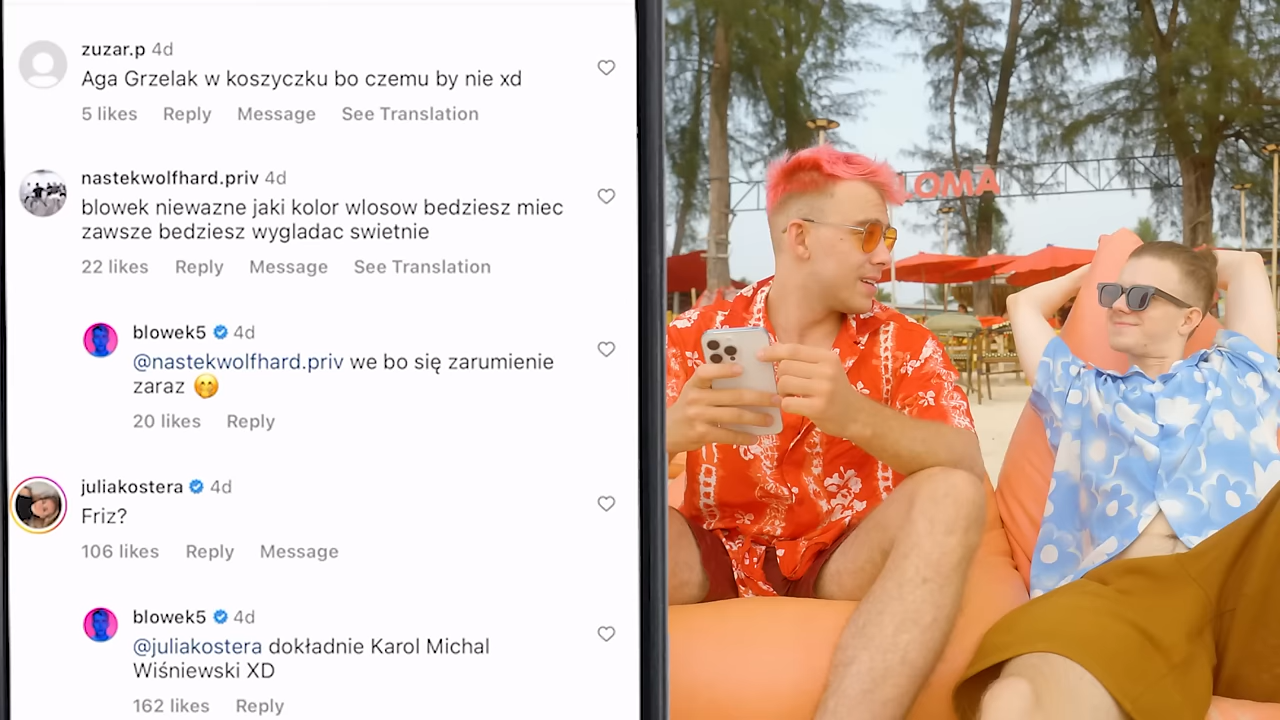 zuzar.p 4d
Aga Grzelak w koszyczku bo czemu by nie xd
5 likes Reply Message See Translation
nastekwolfhard.priv 4d
blowek niewazne jaki kolor wlosow bedziesz miec
zawsze bedziesz wygladac swietnie
22 likes Reply Message See Translation
blowek5 4d
@nastekwolfhard.priv we bo się zarumienie
zaraz 🤭
20 likes Reply
juliakostera 4d
Friz?
106 likes Reply Message
blowek5 4d
@juliakostera dokładnie Karol Michal
Wiśniewski XD
162 likes Reply
LOMA